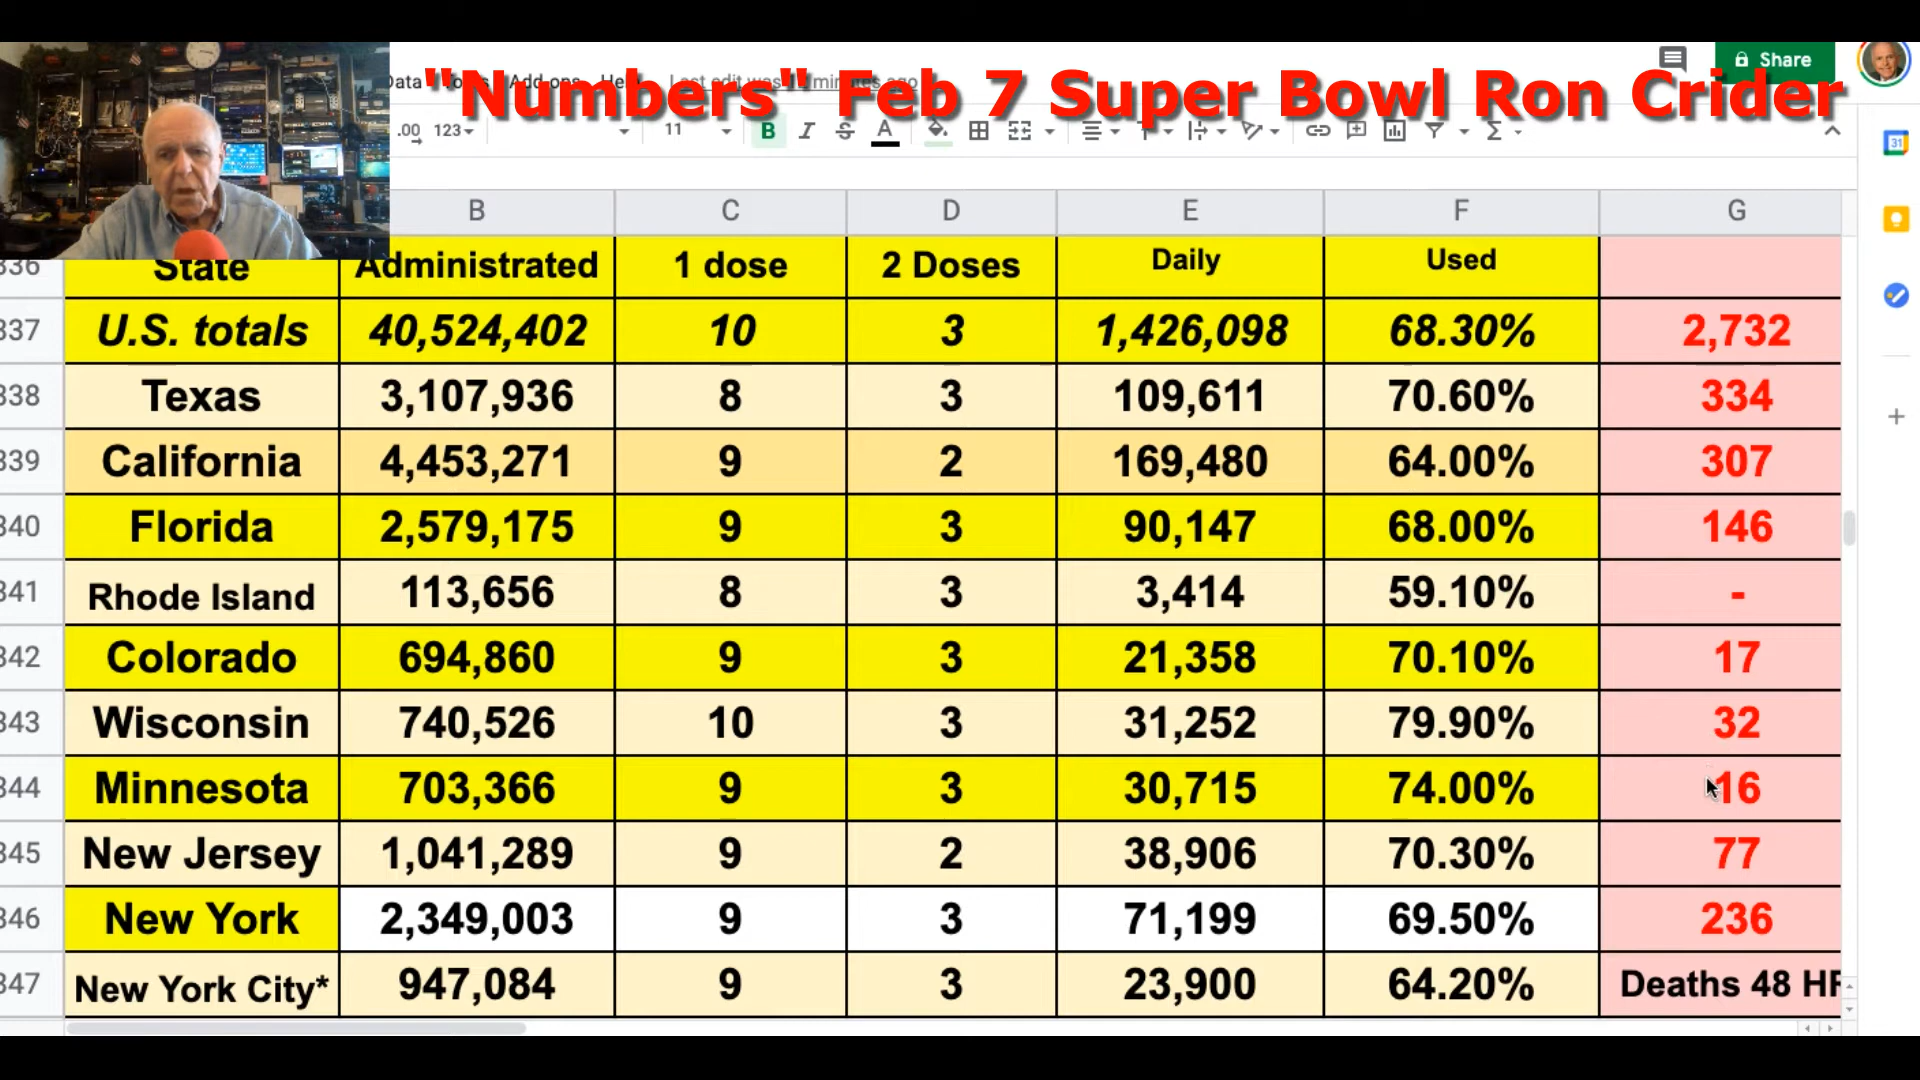 "Numbers" Feb 7 Super Bowl Ron Crider
Share
.00 123 11 B I S A
31
B C D E F G
336 State Administrated 1 dose 2 Doses Daily Used
337 U.S. totals 40,524,402 10 3 1,426,098 68.30% 2,732
338 Texas 3,107,936 8 3 109,611 70.60% 334
339 California 4,453,271 9 2 169,480 64.00% 307
340 Florida 2,579,175 9 3 90,147 68.00% 146
341 Rhode Island 113,656 8 3 3,414 59.10% -
342 Colorado 694,860 9 3 21,358 70.10% 17
343 Wisconsin 740,526 10 3 31,252 79.90% 32
344 Minnesota 703,366 9 3 30,715 74.00% 16
345 New Jersey 1,041,289 9 2 38,906 70.30% 77
346 New York 2,349,003 9 3 71,199 69.50% 236
347 New York City* 947,084 9 3 23,900 64.20% Deaths 48 HR